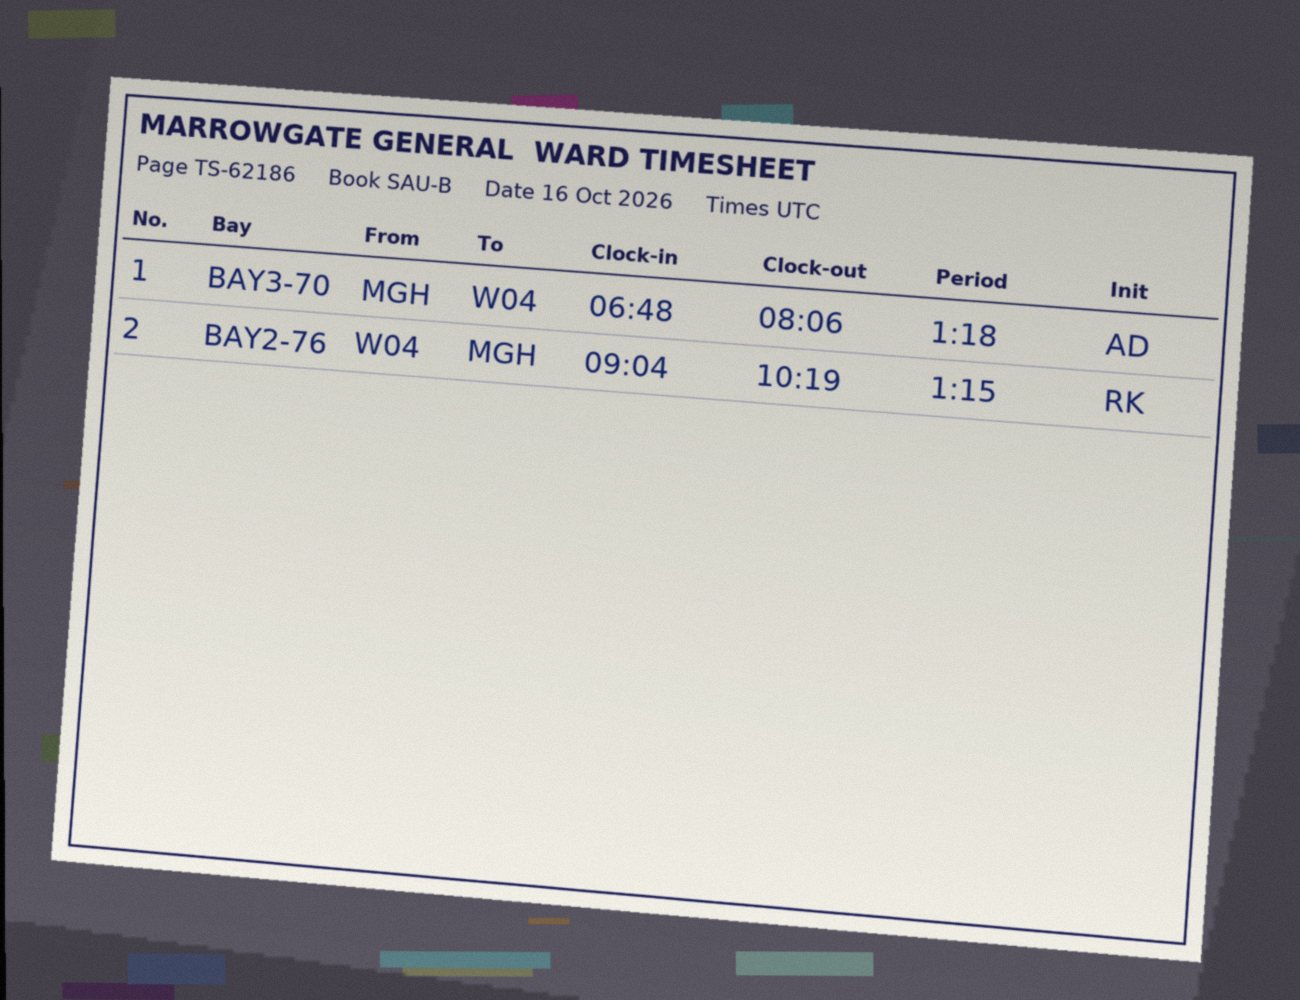 MARROWGATE GENERAL WARD TIMESHEET
Page TS-62186 Book SAU-B Date 16 Oct 2026 Times UTC
No. Bay From To Clock-in Clock-out Period Init
1 BAY3-70 MGH W04 06:48 08:06 1:18 AD
2 BAY2-76 W04 MGH 09:04 10:19 1:15 RK